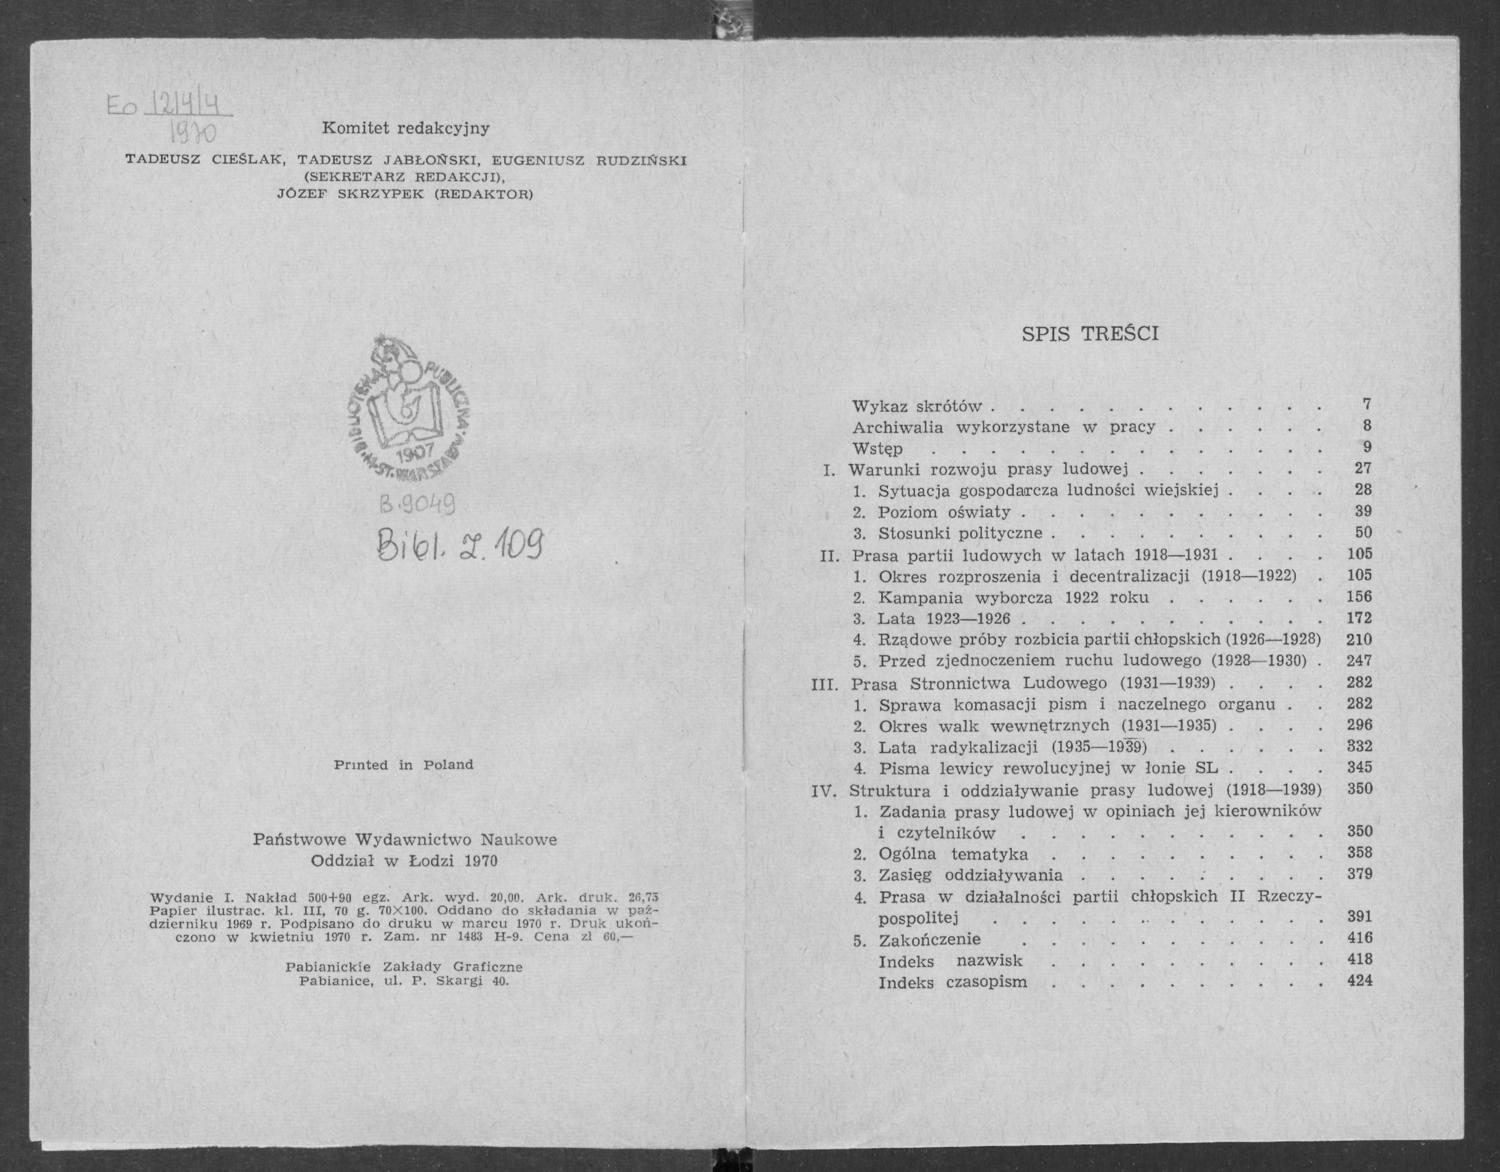 Eo 1214/4
1970
Komitet redakcyjny
TADEUSZ CIEŚLAK, TADEUSZ JABŁOŃSKI, EUGENIUSZ RUDZIŃSKI
(SEKRETARZ REDAKCJI),
JÓZEF SKRZYPEK (REDAKTOR)
BIBLIOTEKA PUBLICZNA M. ST. WARSZAWY
1907
B.9049
Bibl. Z. 109
Printed in Poland
Państwowe Wydawnictwo Naukowe
Oddział w Łodzi 1970
Wydanie I. Nakład 500+90 egz. Ark. wyd. 20,00. Ark. druk. 26,75
Papier ilustrac. kl. III, 70 g. 70X100. Oddano do składania w paź-
dzierniku 1969 r. Podpisano do druku w marcu 1970 r. Druk ukoń-
czono w kwietniu 1970 r. Zam. nr 1483 H-9. Cena zł 60,—
Pabianickie Zakłady Graficzne
Pabianice, ul. P. Skargi 40.
SPIS TREŚCI
Wykaz skrótów . . . . . . . . . . . . 7
Archiwalia wykorzystane w pracy . . . . . . 8
Wstęp . . . . . . . . . . . . . . 9
I. Warunki rozwoju prasy ludowej . . . . . . . 27
1. Sytuacja gospodarcza ludności wiejskiej . . . . 28
2. Poziom oświaty . . . . . . . . . . . 39
3. Stosunki polityczne . . . . . . . . . . 50
II. Prasa partii ludowych w latach 1918—1931 . . . . 105
1. Okres rozproszenia i decentralizacji (1918—1922) . 105
2. Kampania wyborcza 1922 roku . . . . . . 156
3. Lata 1923—1926 . . . . . . . . . . . 172
4. Rządowe próby rozbicia partii chłopskich (1926—1928) 210
5. Przed zjednoczeniem ruchu ludowego (1928—1930) . 247
III. Prasa Stronnictwa Ludowego (1931—1939) . . . . 282
1. Sprawa komasacji pism i naczelnego organu . . 282
2. Okres walk wewnętrznych (1931—1935) . . . . 296
3. Lata radykalizacji (1935—1939) . . . . . . 332
4. Pisma lewicy rewolucyjnej w łonie SL . . . . 345
IV. Struktura i oddziaływanie prasy ludowej (1918—1939) 350
1. Zadania prasy ludowej w opiniach jej kierowników
i czytelników . . . . . . . . . . . 350
2. Ogólna tematyka . . . . . . . . . . 358
3. Zasięg oddziaływania . . . . . . . . . 379
4. Prasa w działalności partii chłopskich II Rzeczy-
pospolitej . . . . . . . . . . . . 391
5. Zakończenie . . . . . . . . . . . 416
Indeks nazwisk . . . . . . . . . . 418
Indeks czasopism . . . . . . . . . . 424